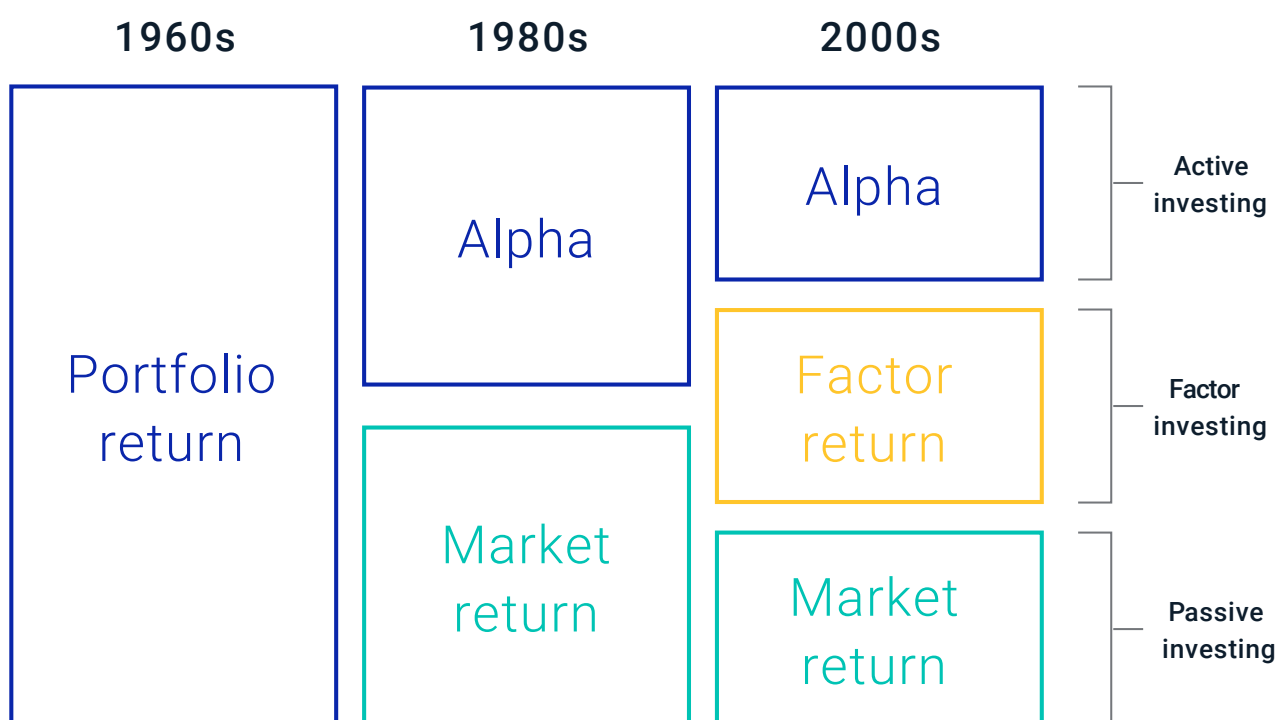 1960s
1980s
2000s
Portfolio
return
Alpha
Market
return
Alpha
Factor
return
Market
return
Active
investing
Factor
investing
Passive
investing